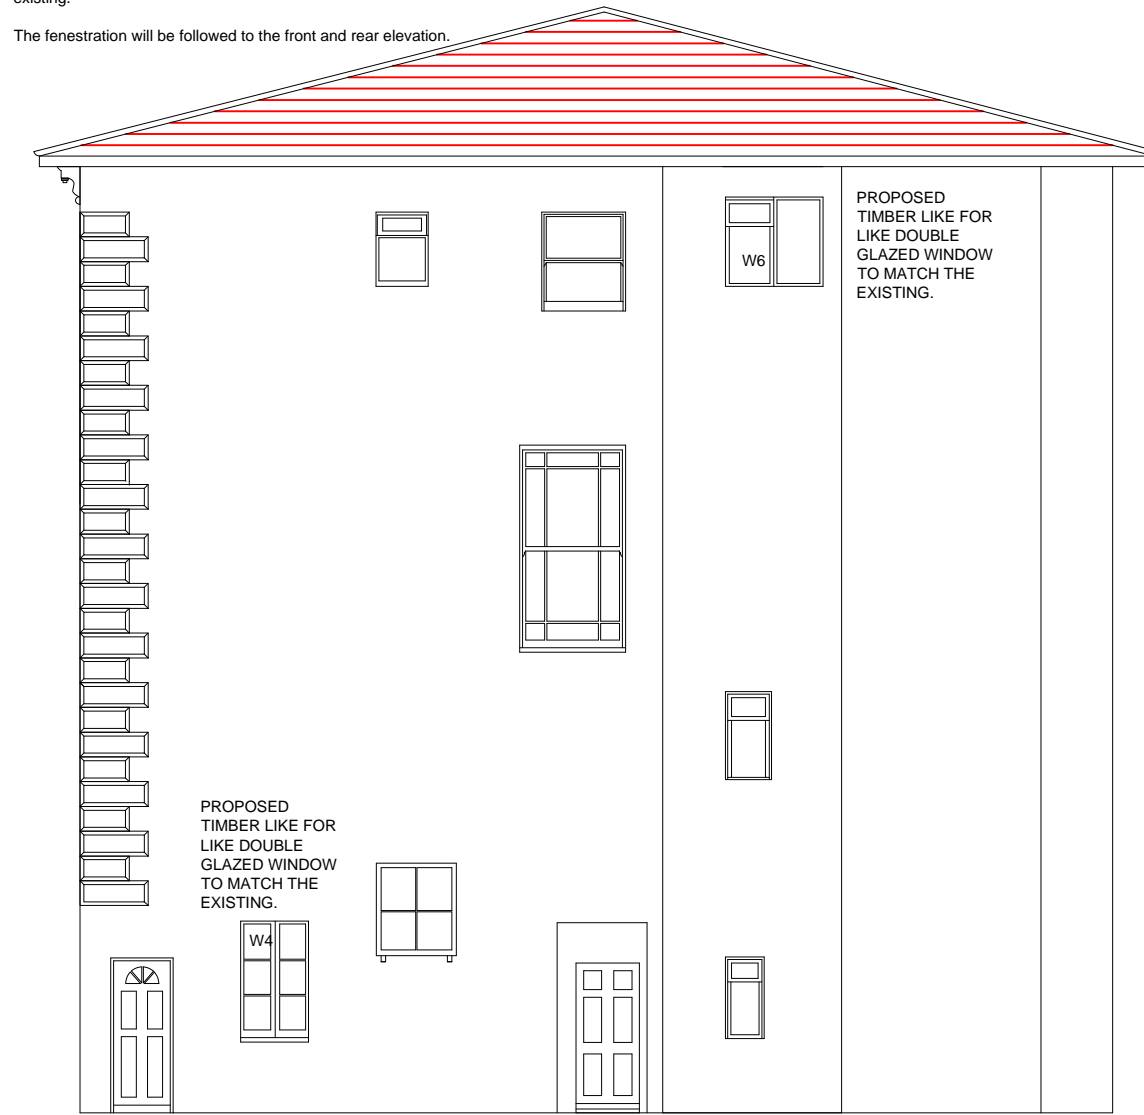 existing.
The fenestration will be followed to the front and rear elevation.
PROPOSED
TIMBER LIKE FOR
LIKE DOUBLE
GLAZED WINDOW
TO MATCH THE
EXISTING.
W6
PROPOSED
TIMBER LIKE FOR
LIKE DOUBLE
GLAZED WINDOW
TO MATCH THE
EXISTING.
W4